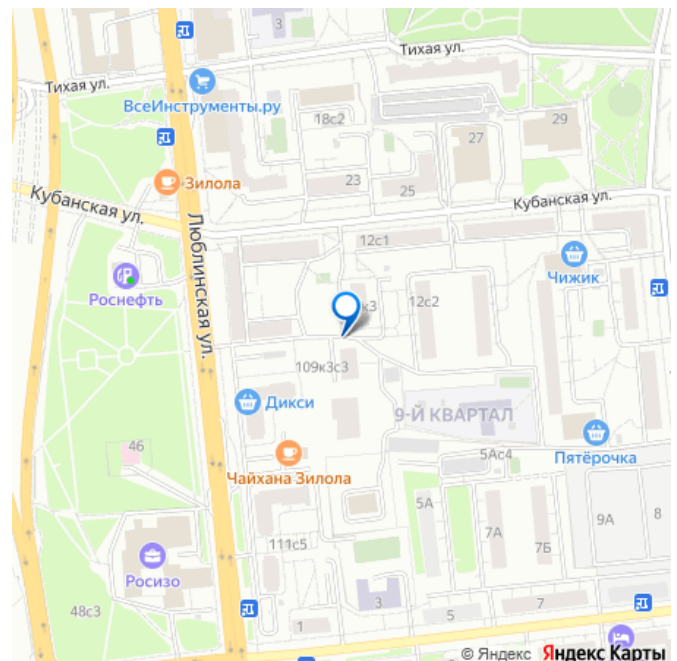 3
Тихая ул.
Тихая ул.
ВсеИнструменты.ру
18с2
27
29
Зилола
23
25
Кубанская ул.
Кубанская ул.
12с1
Люблинская ул.
Чижик
Роснефть
к3
12с2
109к3с3
Дикси
9-Й КВАРТАЛ
46
5Ас4
Пятёрочка
Чайхана Зилола
5А
9А
8
7А
7Б
111с5
Росизо
48с3
3
7
5
1
© Яндекс Яндекс Карты